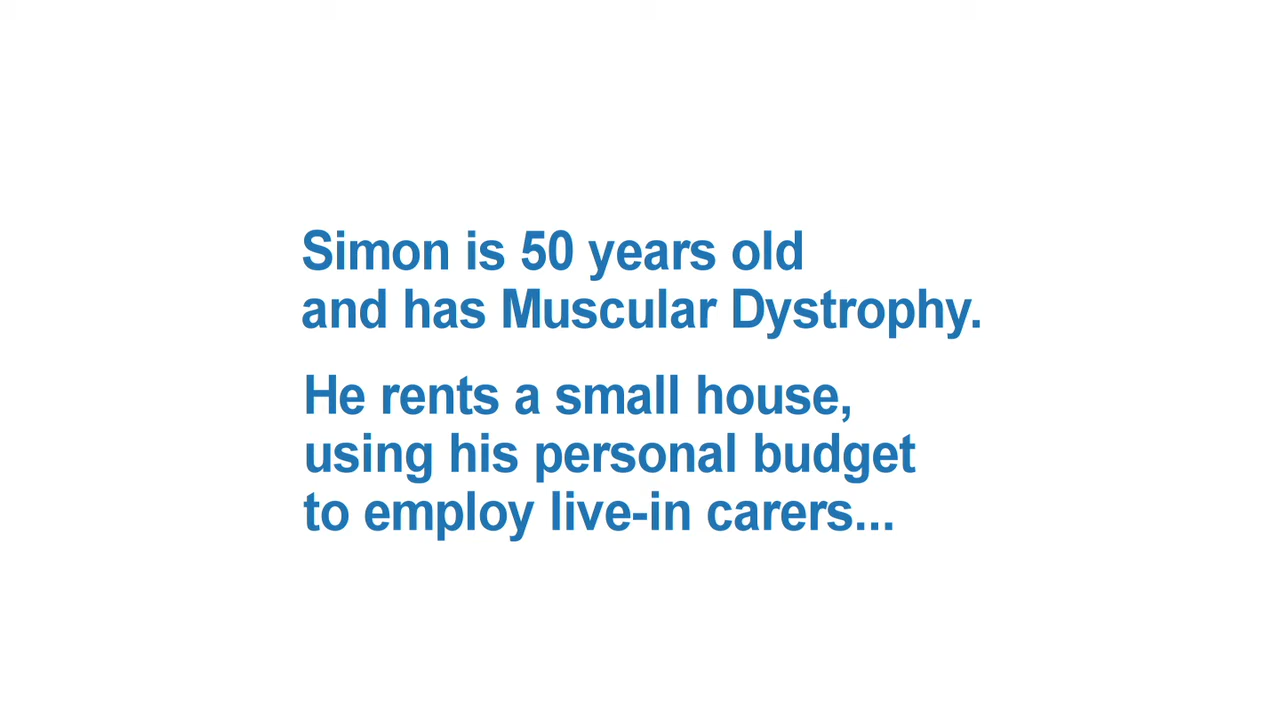 Simon is 50 years old
and has Muscular Dystrophy.
He rents a small house,
using his personal budget
to employ live-in carers...